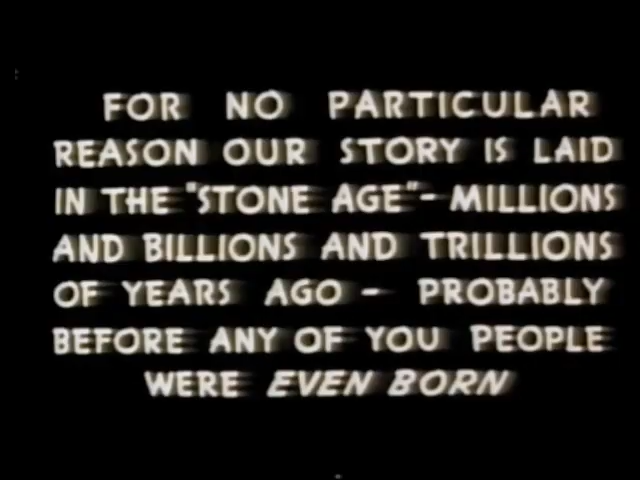 FOR NO PARTICULAR
REASON OUR STORY IS LAID
IN THE "STONE AGE"- MILLIONS
AND BILLIONS AND TRILLIONS
OF YEARS AGO - PROBABLY
BEFORE ANY OF YOU PEOPLE
WERE EVEN BORN